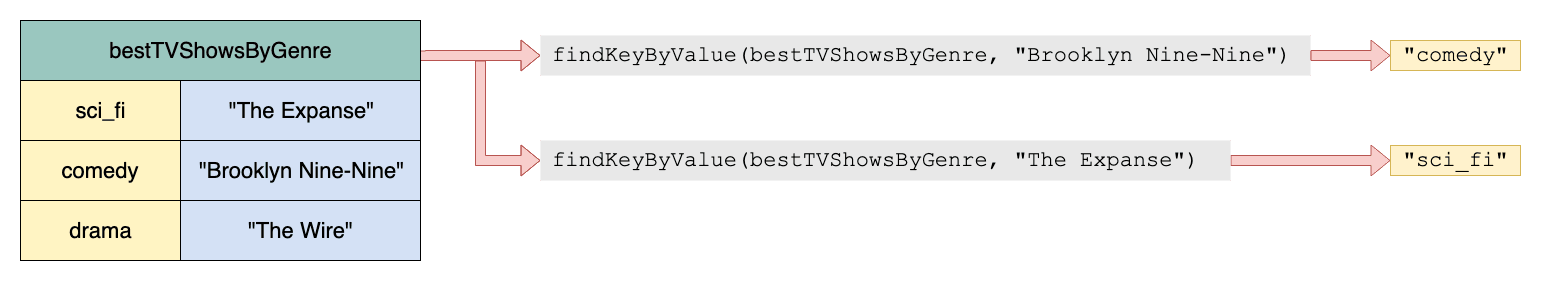 bestTVShowsByGenre
sci_fi "The Expanse"
comedy "Brooklyn Nine-Nine"
drama "The Wire"
findKeyByValue(bestTVShowsByGenre, "Brooklyn Nine-Nine")
"comedy"
findKeyByValue(bestTVShowsByGenre, "The Expanse")
"sci_fi"